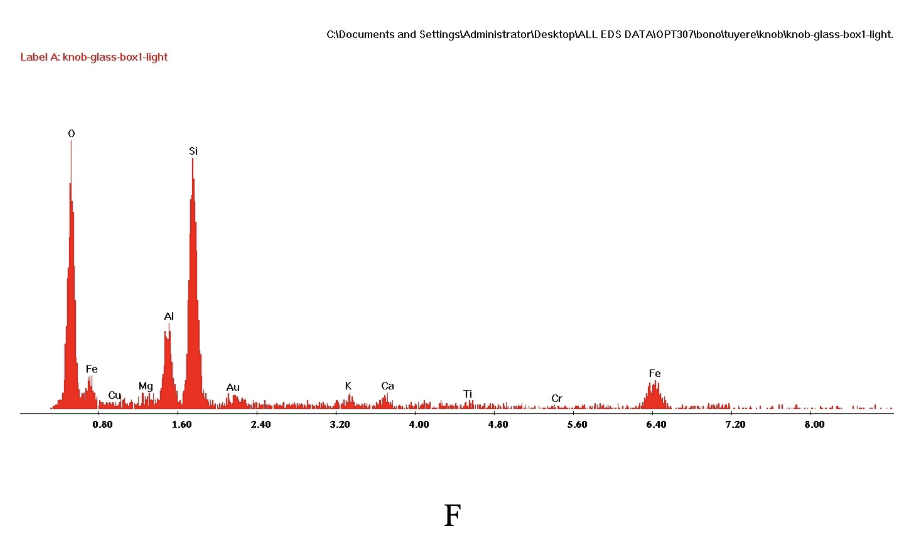 C:\Documents and Settings\Administrator\Desktop\ALL EDS DATA\OPT307\bono\tuyere\knob\knob-glass-box1-light.
Label A: knob-glass-box1-light
O
Si
Al
Fe
Cu
Mg
Au
K
Ca
Ti
Cr
Fe
0.80 1.60 2.40 3.20 4.00 4.80 5.60 6.40 7.20 8.00
F